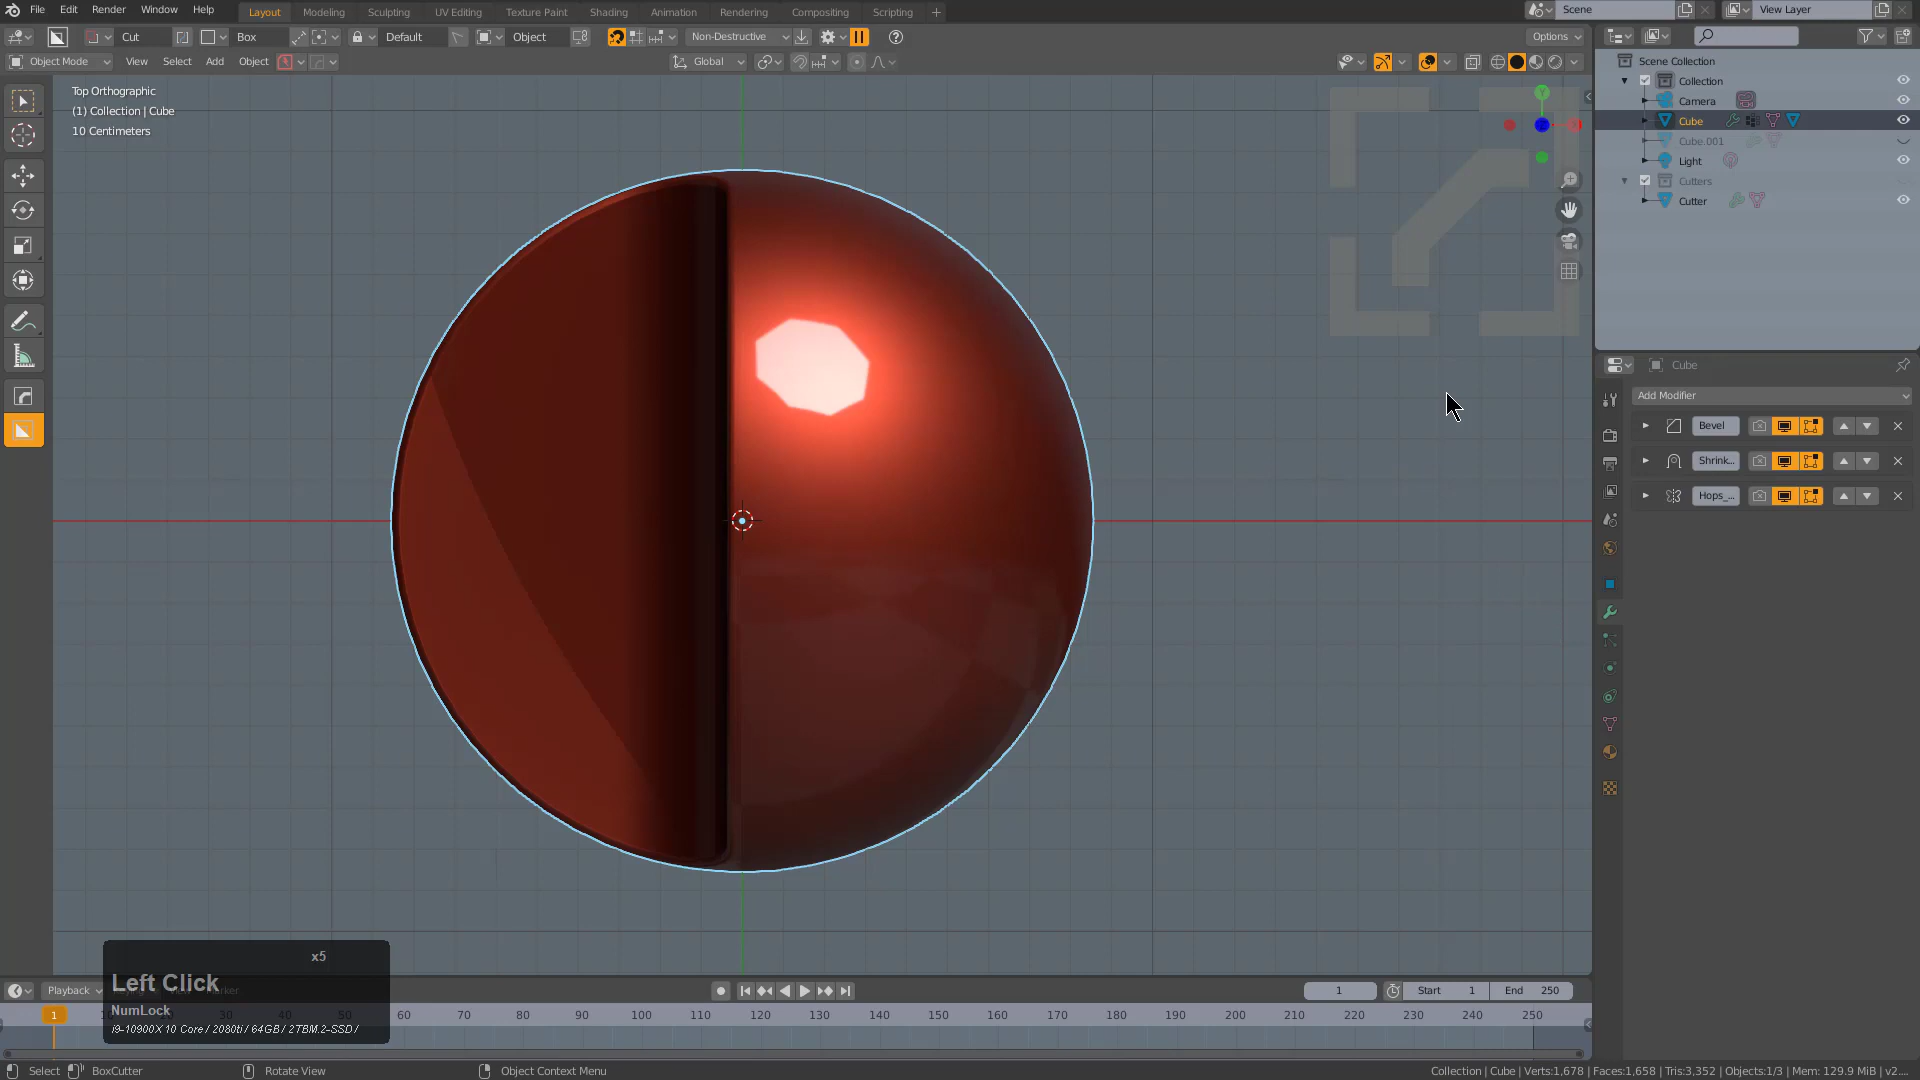 File Edit Render Window Help Layout Modeling Sculpting UV Editing Texture Paint Shading Animation Rendering Compositing Scripting + Scene View Layer
Cut Box Default Object Non-Destructive Options
Object Mode View Select Add Object Global
Top Orthographic
(1) Collection | Cube
10 Centimeters
Scene Collection
Collection
Camera
Cube
Cube.001
Light
Cutters
Cutter
Cube
Add Modifier
Bevel
Shrink...
Hops_...
x5
Left Click
NumLock
i9-10900X 10 Core / 2080ti / 64GB / 2TBM.2-SSD /
Playback 1 Start 1 End 250
1 10 20 30 40 50 60 70 80 90 100 110 120 130 140 150 160 170 180 190 200 210 220 230 240 250
Select BoxCutter Rotate View Object Context Menu Collection | Cube | Verts:1,678 | Faces:1,658 | Tris:3,352 | Objects:1/3 | Mem: 129.9 MiB | v2....